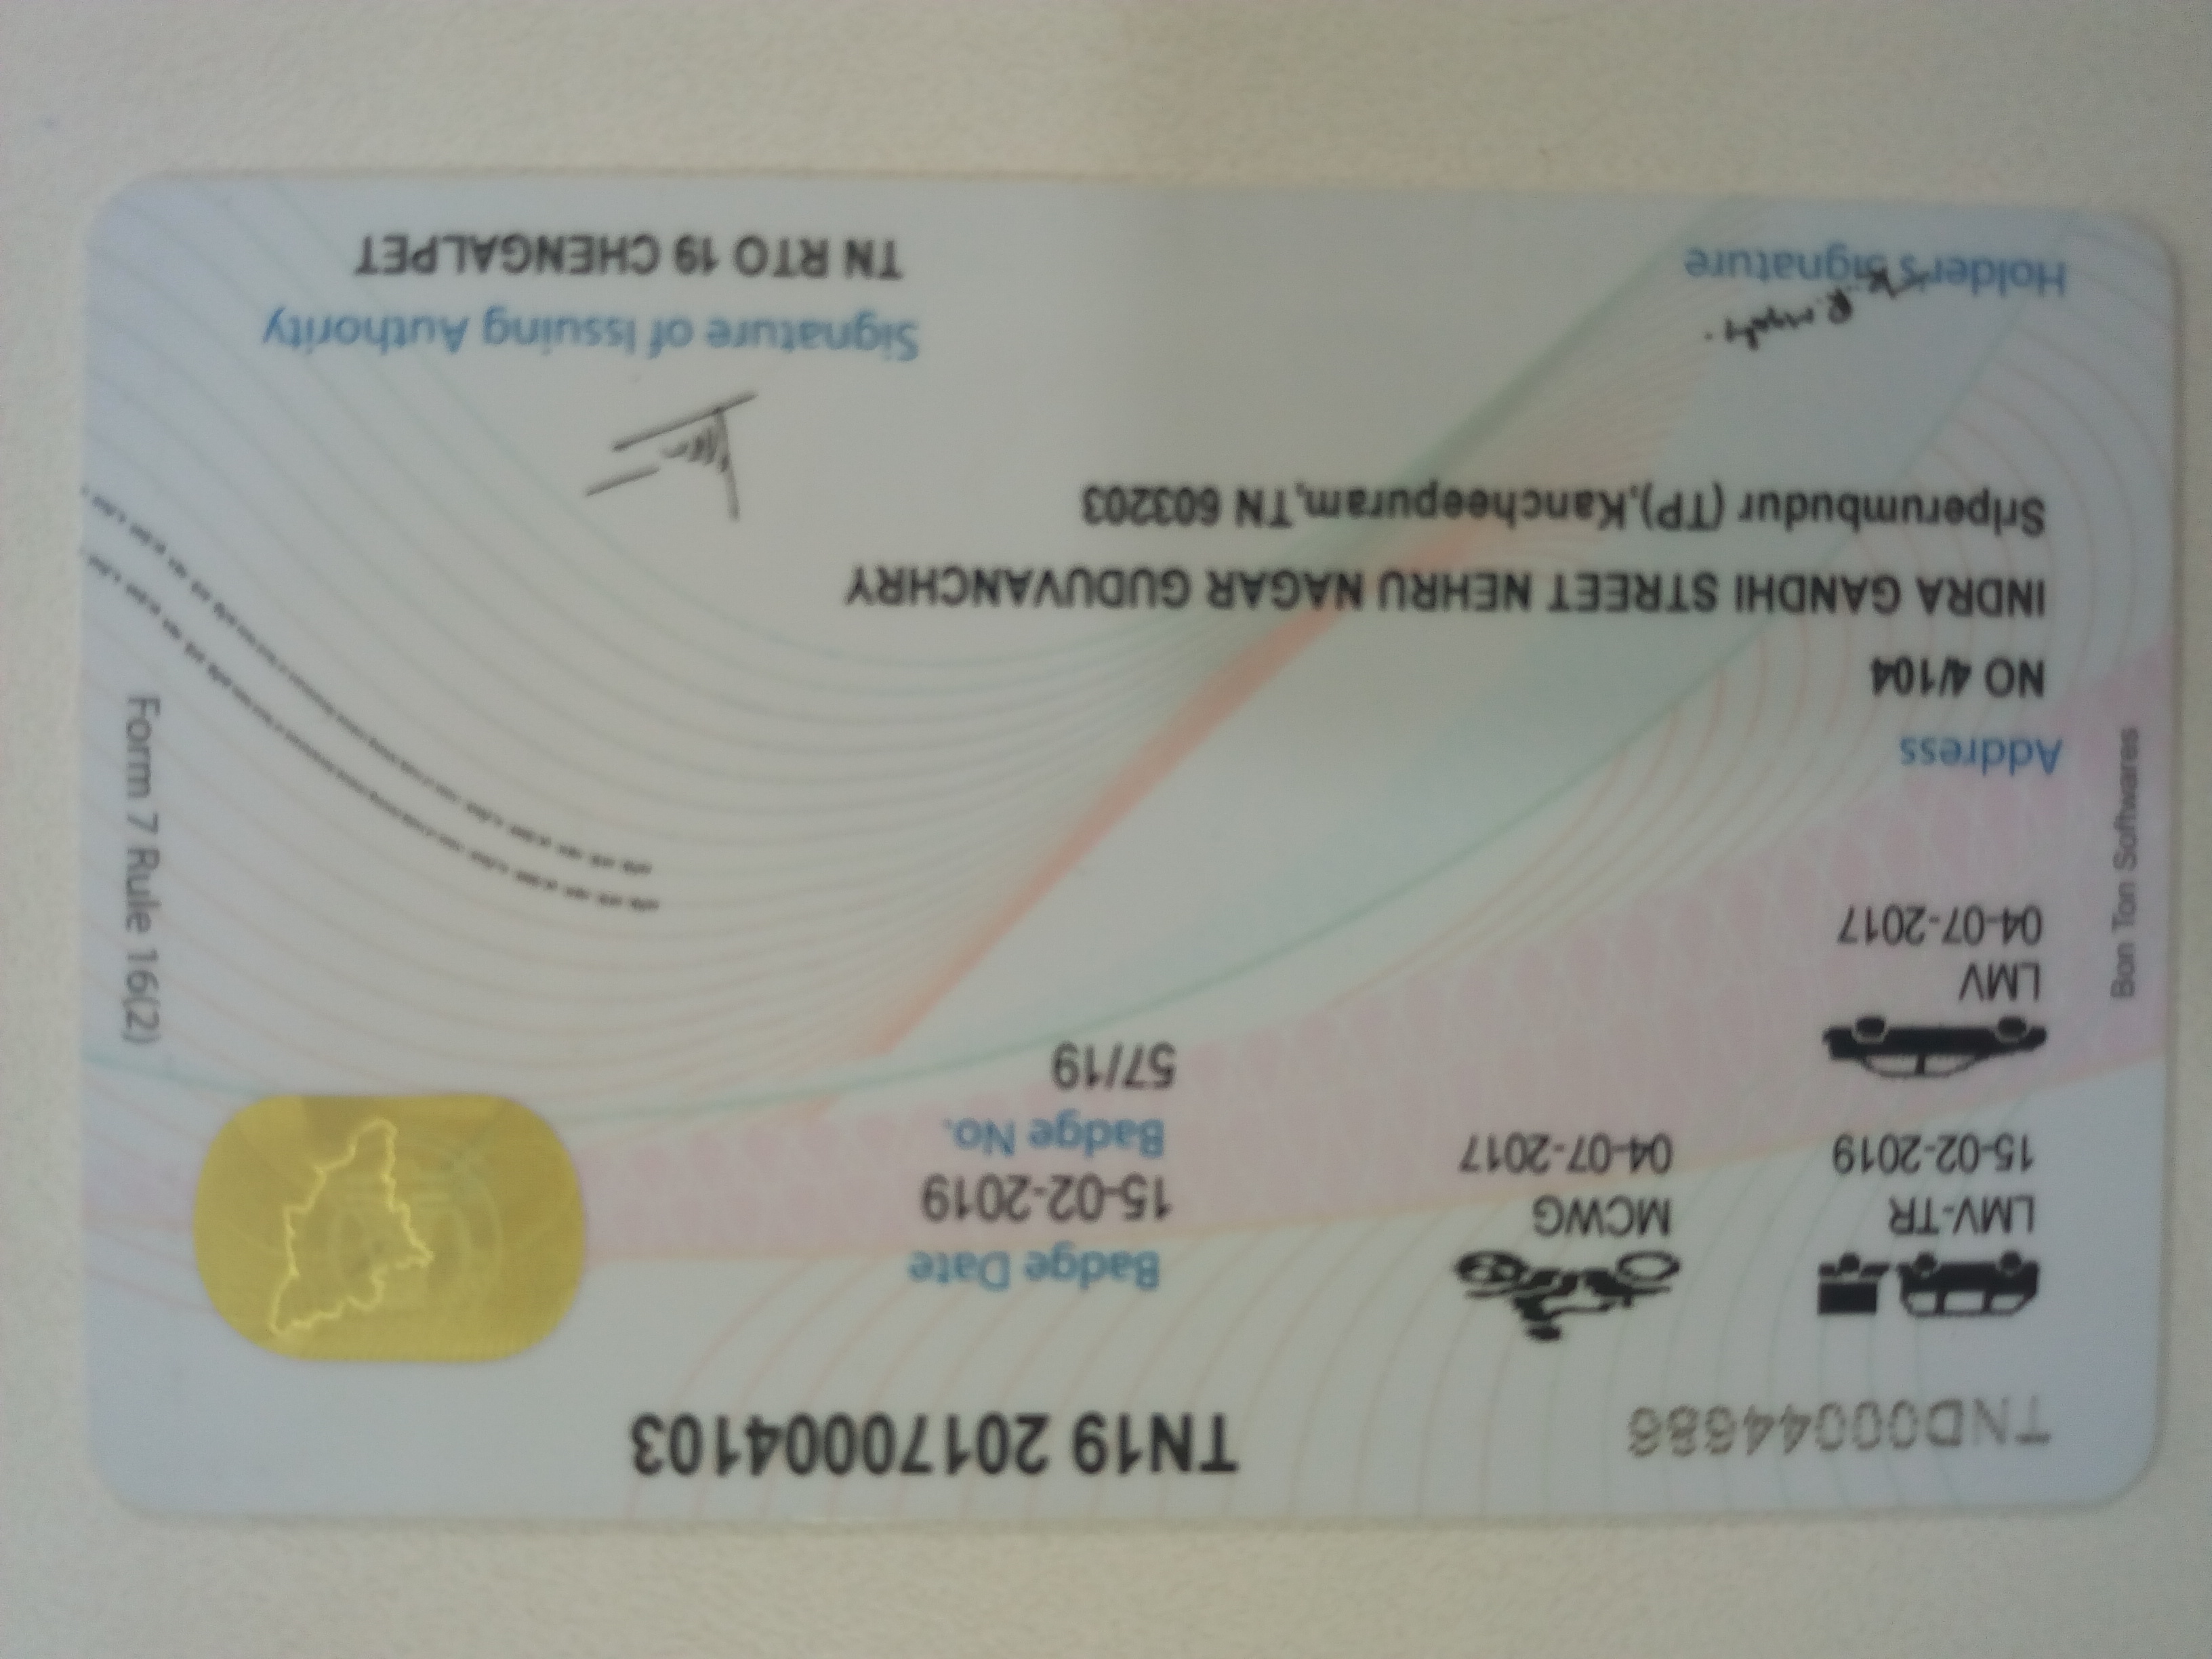 TND00044686
TN19 20170004103
LMV-TR
15-02-2019
MCWG
04-07-2017
Badge Date
15-02-2019
Badge No.
57/19
LMV
04-07-2017
Bon Ton Softwares
Form 7 Rule 16(2)
Address
NO 4/104
INDRA GANDHI STREET NEHRU NAGAR GUDUVANCHRY
Sriperumbudur (TP),Kancheepuram,TN 603203
Holder's Signature
Signature of Issuing Authority
TN RTO 19 CHENGALPET